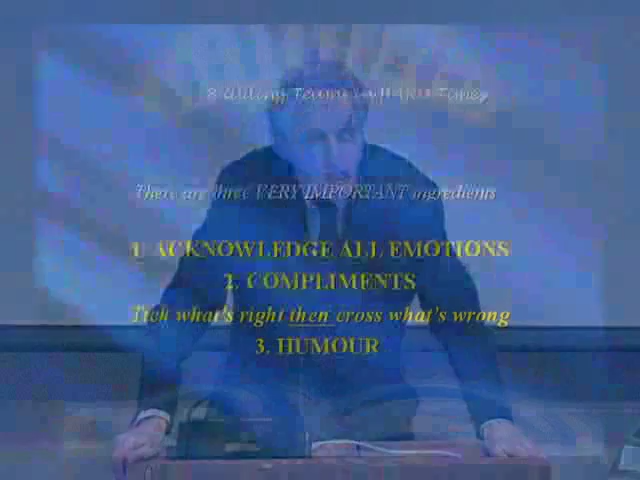 There are three VERY IMPORTANT ingredients
1. ACKNOWLEDGE ALL EMOTIONS
2. COMPLIMENTS
Tick what's right then cross what's wrong
3. HUMOUR